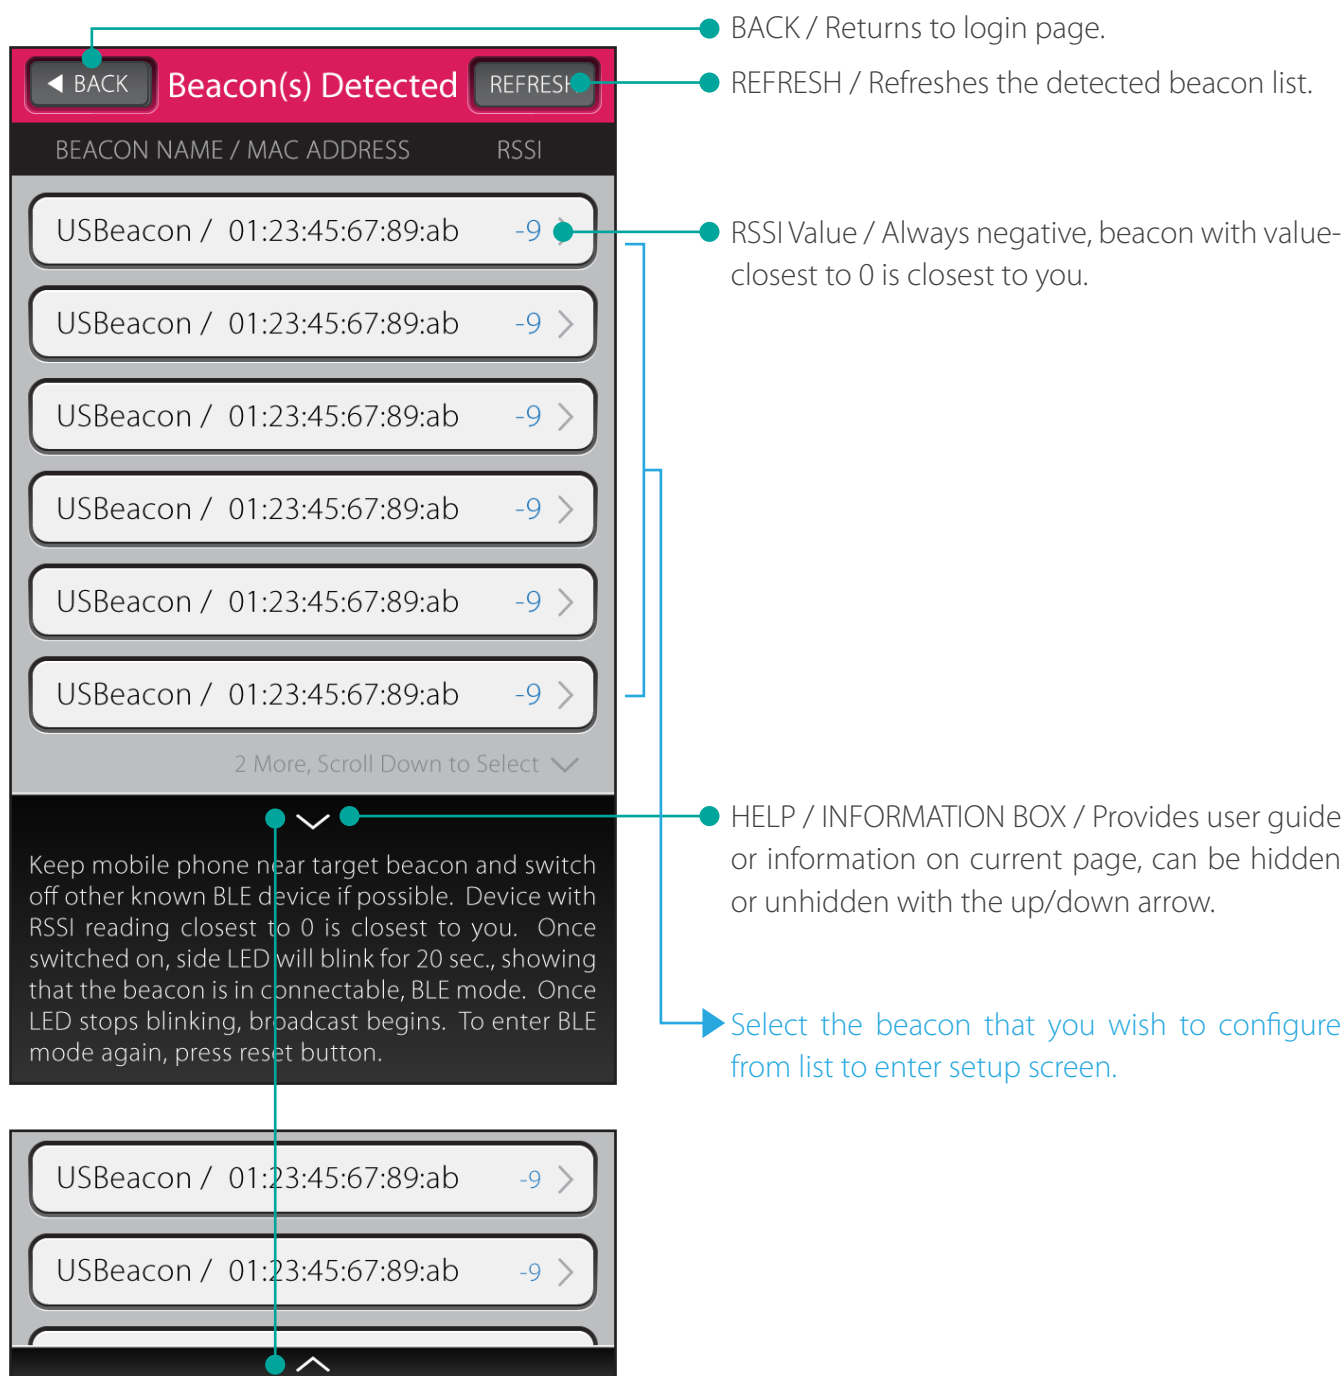 BACK / Returns to login page.
BACK
Beacon(s) Detected
REFRESH
REFRESH / Refreshes the detected beacon list.
BEACON NAME / MAC ADDRESS RSSI
USBeacon / 01:23:45:67:89:ab -9
RSSI Value / Always negative, beacon with value-
closest to 0 is closest to you.
USBeacon / 01:23:45:67:89:ab -9
USBeacon / 01:23:45:67:89:ab -9
USBeacon / 01:23:45:67:89:ab -9
USBeacon / 01:23:45:67:89:ab -9
USBeacon / 01:23:45:67:89:ab -9
2 More, Scroll Down to Select
HELP / INFORMATION BOX / Provides user guide
or information on current page, can be hidden
or unhidden with the up/down arrow.
Keep mobile phone near target beacon and switch
off other known BLE device if possible. Device with
RSSI reading closest to 0 is closest to you. Once
switched on, side LED will blink for 20 sec., showing
that the beacon is in connectable, BLE mode. Once
LED stops blinking, broadcast begins. To enter BLE
mode again, press reset button.
Select the beacon that you wish to configure
from list to enter setup screen.
USBeacon / 01:23:45:67:89:ab -9
USBeacon / 01:23:45:67:89:ab -9